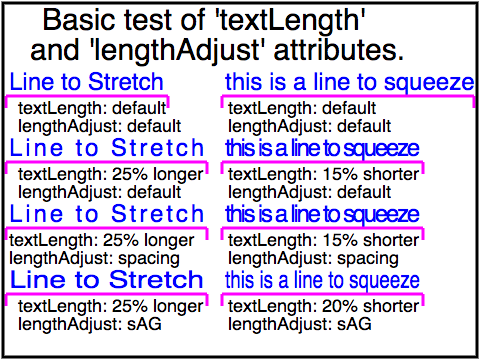 Basic test of 'textLength'
and 'lengthAdjust' attributes.
Line to Stretch
textLength: default
lengthAdjust: default
this is a line to squeeze
textLength: default
lengthAdjust: default
Line to Stretch
textLength: 25% longer
lengthAdjust: default
this is a line to squeeze
textLength: 15% shorter
lengthAdjust: default
Line to Stretch
textLength: 25% longer
lengthAdjust: spacing
this is a line to squeeze
textLength: 15% shorter
lengthAdjust: spacing
Line to Stretch
textLength: 25% longer
lengthAdjust: sAG
this is a line to squeeze
textLength: 20% shorter
lengthAdjust: sAG